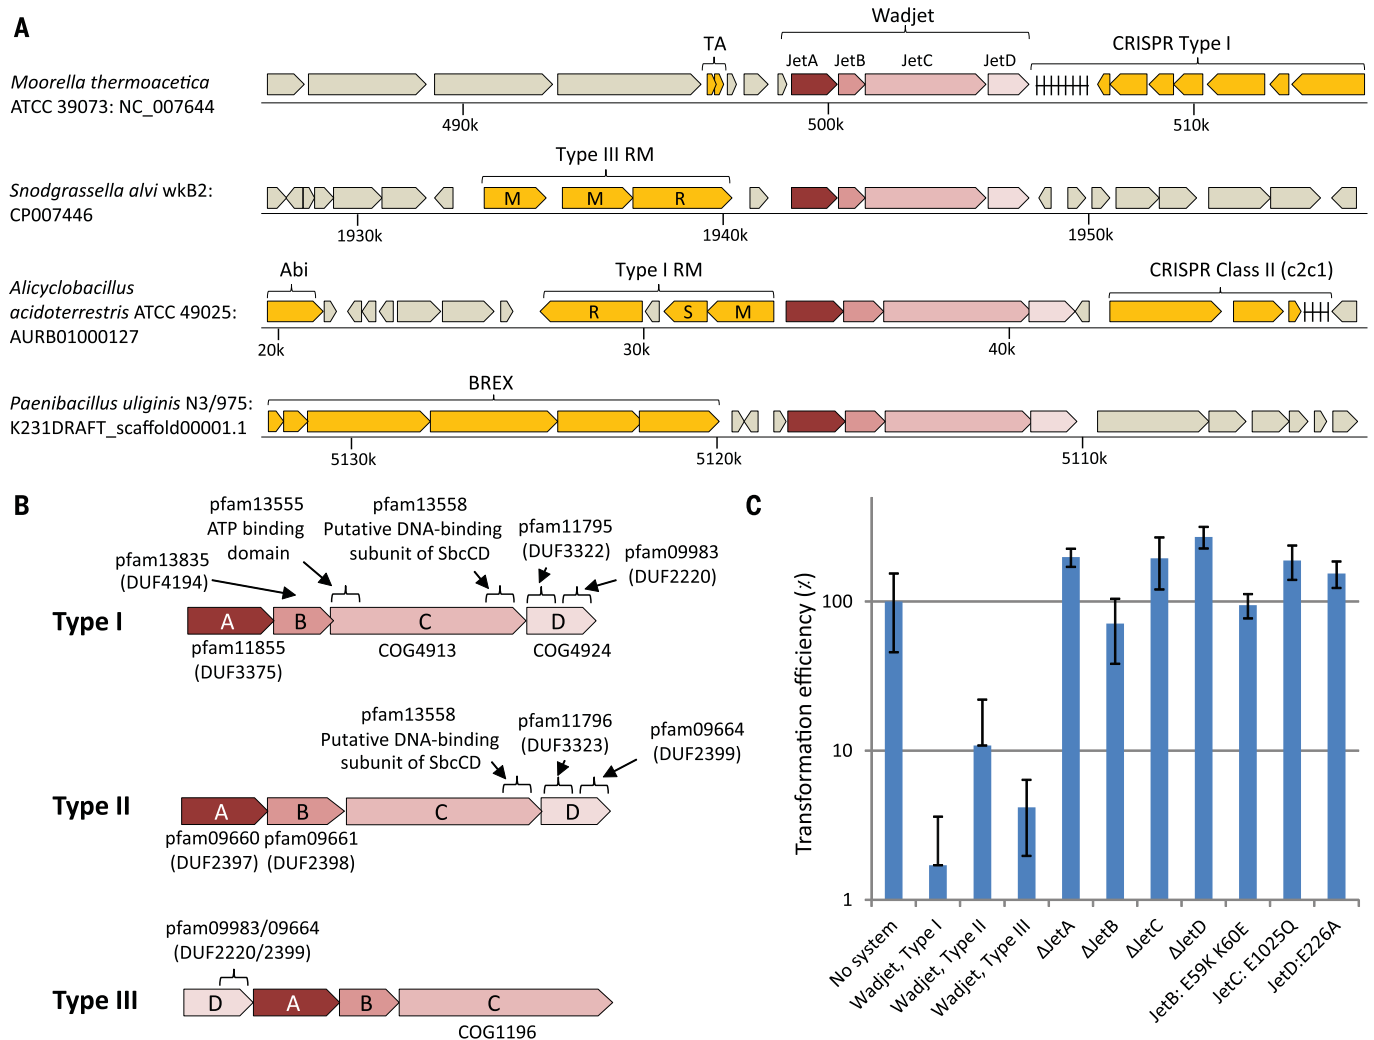 A
Wadjet
TA
CRISPR Type I
JetA JetB JetC JetD
Moorella thermoacetica
ATCC 39073: NC_007644
490k 500k 510k
Type III RM
Snodgrassella alvi wkB2:
CP007446
M M R
1930k 1940k 1950k
Abi Type I RM CRISPR Class II (c2c1)
Alicyclobacillus
acidoterrestris ATCC 49025:
AURB01000127
R S M
20k 30k 40k
BREX
Paenibacillus uliginis N3/975:
K231DRAFT_scaffold00001.1
5130k 5120k 5110k
B
pfam13555
ATP binding
domain
pfam13558
Putative DNA-binding
subunit of SbcCD
pfam11795
(DUF3322)
pfam09983
(DUF2220)
pfam13835
(DUF4194)
Type I
A B C D
pfam11855
(DUF3375)
COG4913
COG4924
pfam13558
Putative DNA-binding
subunit of SbcCD
pfam11796
(DUF3323)
pfam09664
(DUF2399)
Type II
A B C D
pfam09660
(DUF2397)
pfam09661
(DUF2398)
pfam09983/09664
(DUF2220/2399)
Type III
D A B C
COG1196
C
Transformation efficiency (%)
100
10
1
No system
Wadjet, Type I
Wadjet, Type II
Wadjet, Type III
ΔJetA
ΔJetB
ΔJetC
ΔJetD
JetB: E59K K60E
JetC: E1025Q
JetD:E226A